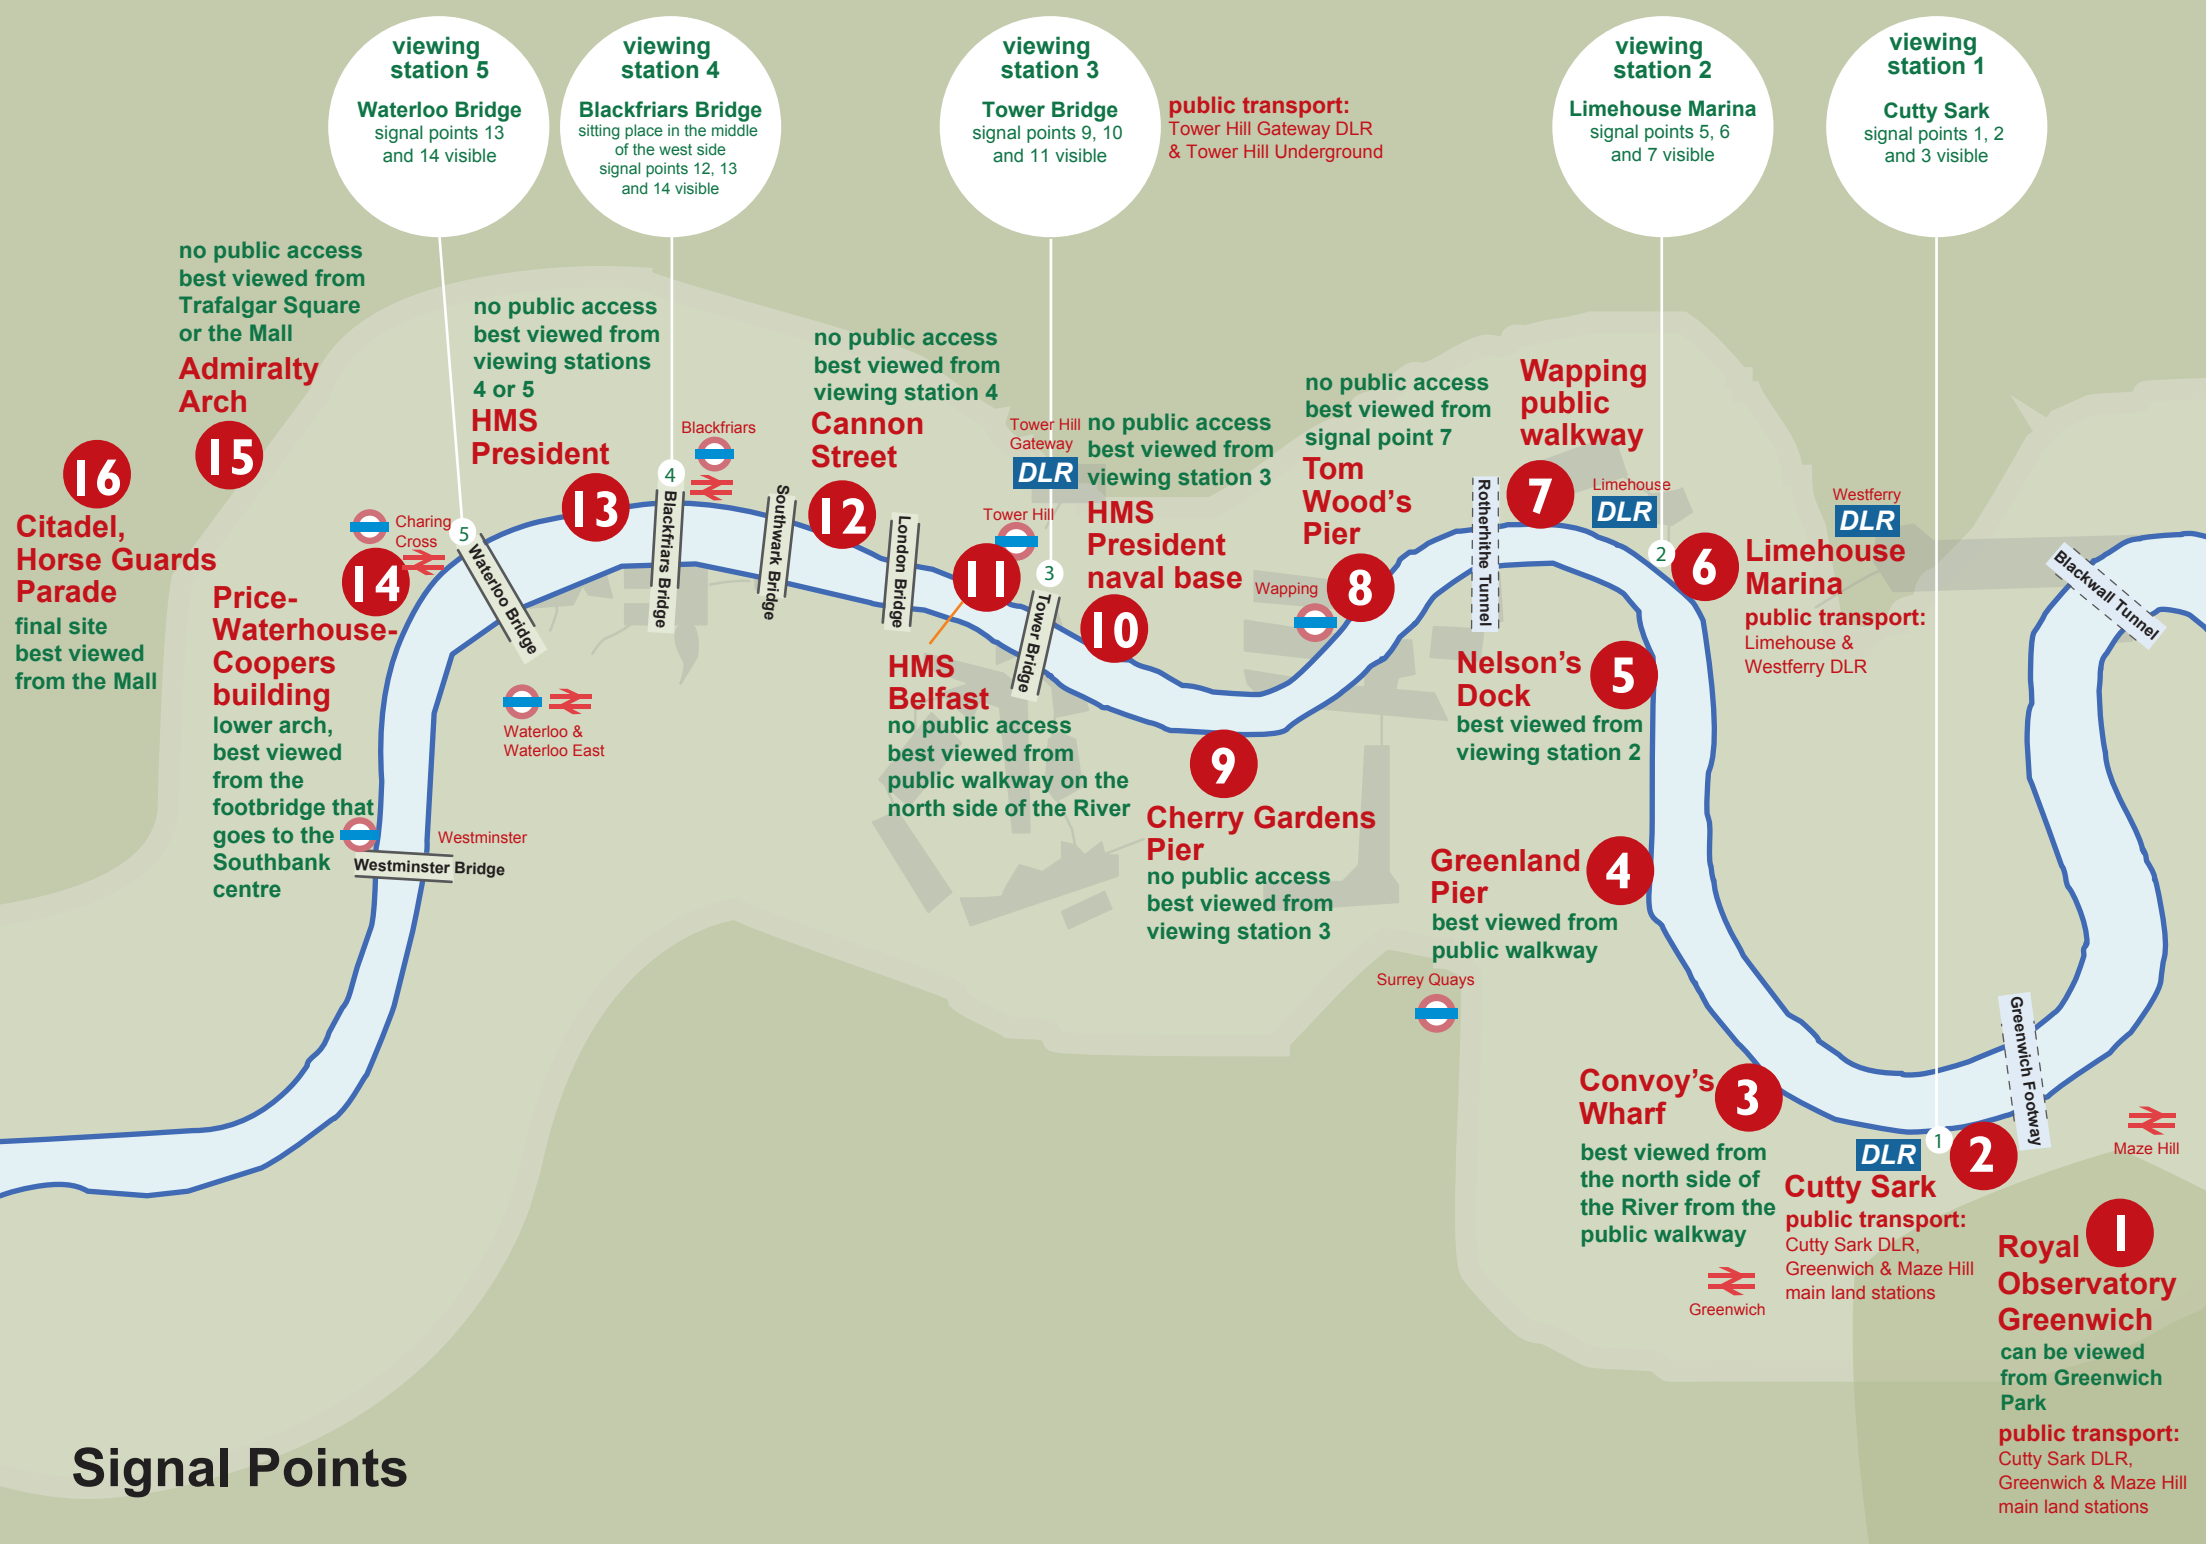 viewing
station 5
Waterloo Bridge
signal points 13
and 14 visible
viewing
station 4
Blackfriars Bridge
sitting place in the middle
of the west side
signal points 12, 13
and 14 visible
viewing
station 3
Tower Bridge
signal points 9, 10
and 11 visible
public transport:
Tower Hill Gateway DLR
& Tower Hill Underground
viewing
station 2
Limehouse Marina
signal points 5, 6
and 7 visible
viewing
station 1
Cutty Sark
signal points 1, 2
and 3 visible
no public access
best viewed from
Trafalgar Square
or the Mall
Admiralty
Arch
15
16
Citadel,
Horse Guards
Parade
final site
best viewed
from the Mall
no public access
best viewed from
viewing stations
4 or 5
HMS
President
13
Charing
Cross
14
Price-
Waterhouse-
Coopers
building
lower arch,
best viewed
from the
footbridge that
goes to the
Southbank
centre
5
Waterloo Bridge
Waterloo &
Waterloo East
Westminster
Westminster Bridge
Blackfriars
4
Blackfriars Bridge
Southwark Bridge
no public access
best viewed from
viewing station 4
Cannon
Street
12
London Bridge
Tower Hill
Gateway
DLR
Tower Hill
11
3
Tower Bridge
HMS
Belfast
no public access
best viewed from
public walkway on the
north side of the River
no public access
best viewed from
viewing station 3
HMS
President
naval base
10
9
Cherry Gardens
Pier
no public access
best viewed from
viewing station 3
no public access
best viewed from
signal point 7
Tom
Wood's
Pier
Wapping
8
Wapping
public
walkway
7
Rotherhithe Tunnel
Limehouse
DLR
2
6
Limehouse
Marina
public transport:
Limehouse &
Westferry DLR
Westferry
DLR
Blackwall Tunnel
Nelson's
Dock
5
best viewed from
viewing station 2
Greenland
Pier
4
best viewed from
public walkway
Surrey Quays
Convoy's
Wharf
3
best viewed from
the north side of
the River from the
public walkway
Greenwich
DLR
1
2
Cutty Sark
public transport:
Cutty Sark DLR,
Greenwich & Maze Hill
main land stations
Greenwich Footway
Maze Hill
1
Royal
Observatory
Greenwich
can be viewed
from Greenwich
Park
public transport:
Cutty Sark DLR,
Greenwich & Maze Hill
main land stations
Signal Points